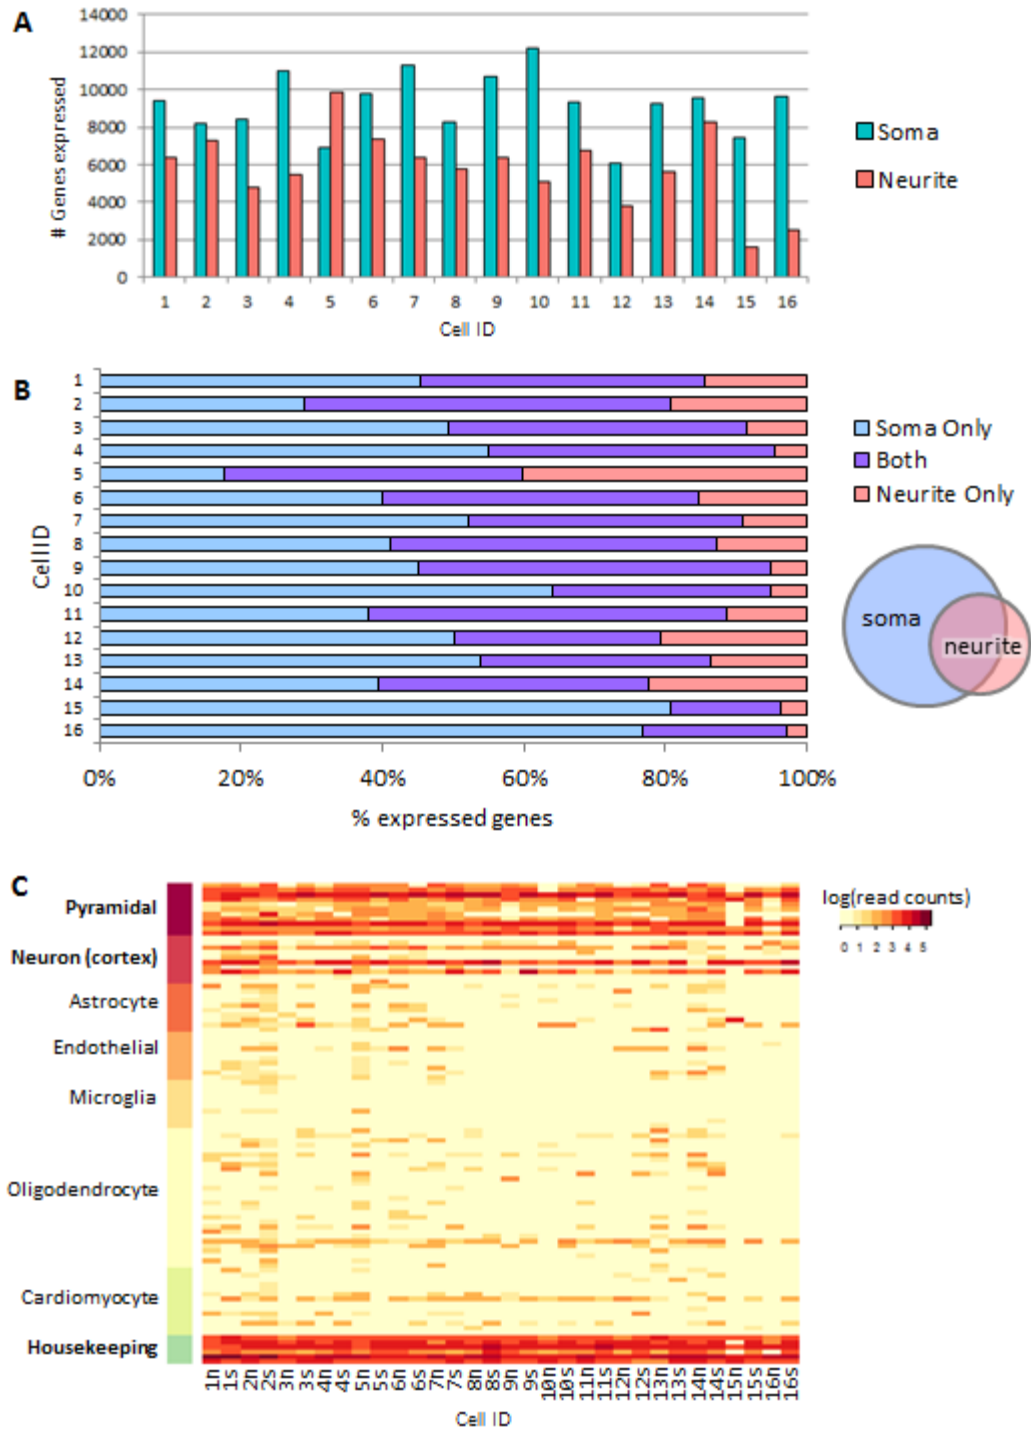 A
# Genes expressed
14000
12000
10000
8000
6000
4000
2000
0
1 2 3 4 5 6 7 8 9 10 11 12 13 14 15 16
Cell ID
Soma
Neurite
B
Cell ID
1
2
3
4
5
6
7
8
9
10
11
12
13
14
15
16
0% 20% 40% 60% 80% 100%
% expressed genes
Soma Only
Both
Neurite Only
soma
neurite
C
Pyramidal
Neuron (cortex)
Astrocyte
Endothelial
Microglia
Oligodendrocyte
Cardiomyocyte
Housekeeping
log(read counts)
0 1 2 3 4 5
1n 1s 2n 2s 3n 3s 4n 4s 5n 5s 6n 6s 7n 7s 8n 8s 9n 9s 10n 10s 11n 11s 12n 12s 13n 13s 14n 14s 15n 15s 16n 16s
Cell ID